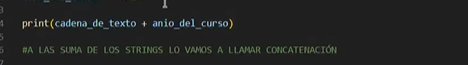 print(cadena_de_texto + anio_del_curso)
#A LAS SUMA DE LOS STRINGS LO VAMOS A LLAMAR CONCATENACIÓN